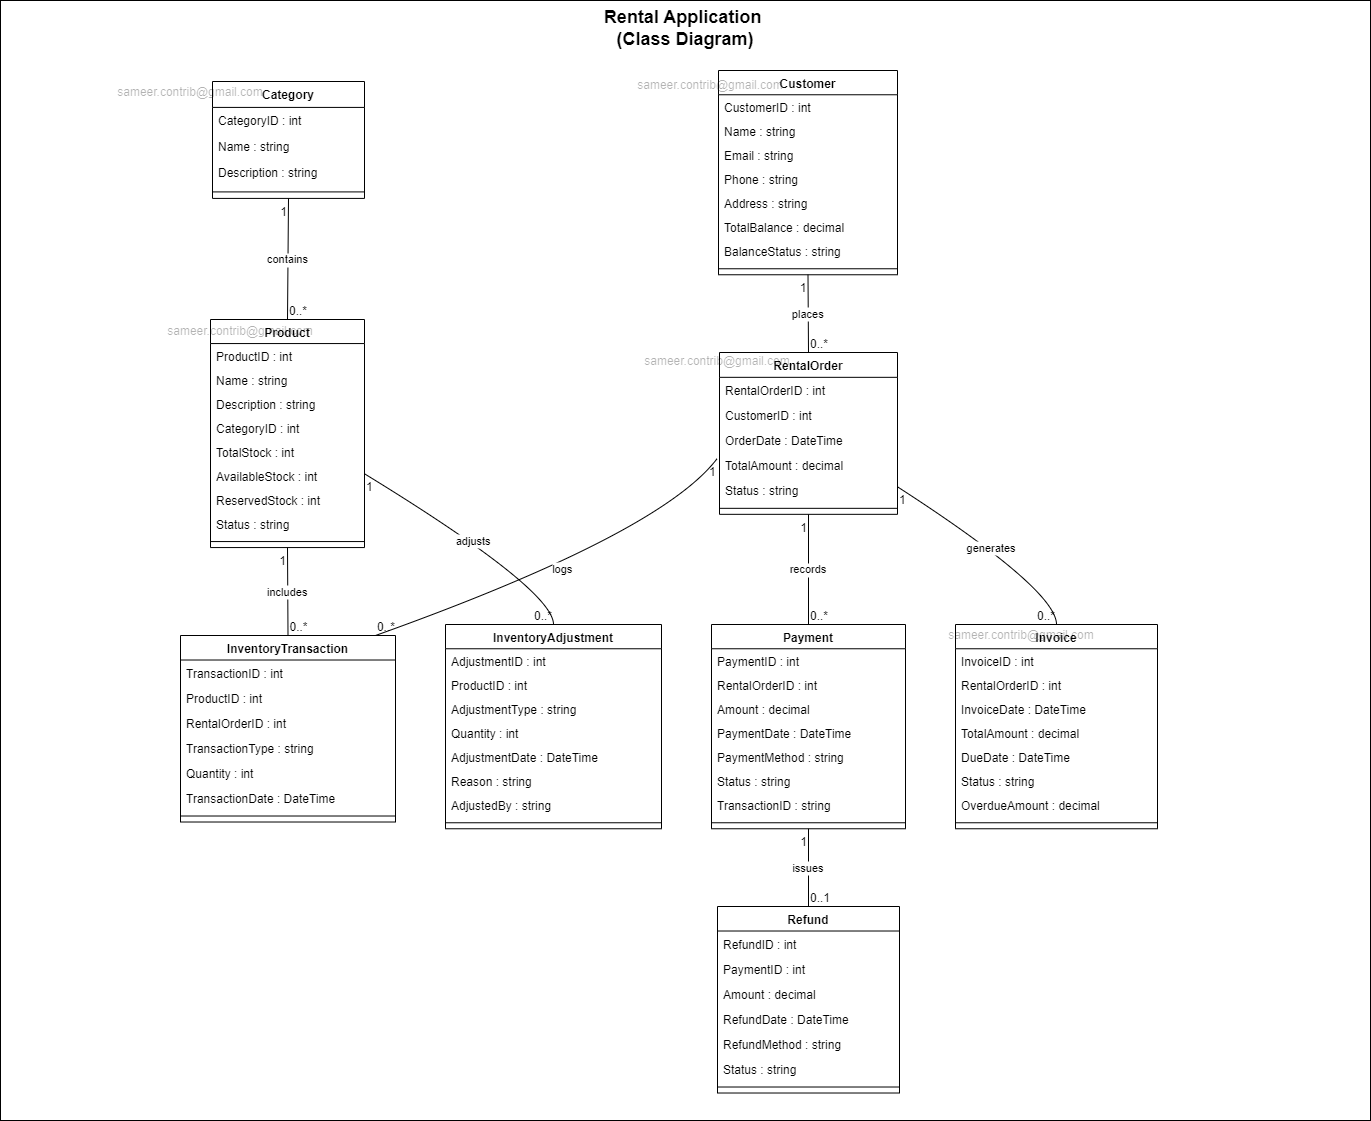 Rental Application
(Class Diagram)
sameer.contrib@gmail.com
Category
CategoryID : int
Name : string
Description : string
1
contains
0..*
sameer.contrib@gmail.com
Product
ProductID : int
Name : string
Description : string
CategoryID : int
TotalStock : int
AvailableStock : int
ReservedStock : int
Status : string
1
includes
0..*
1
adjusts
0..*
sameer.contrib@gmail.com
Customer
CustomerID : int
Name : string
Email : string
Phone : string
Address : string
TotalBalance : decimal
BalanceStatus : string
1
places
0..*
sameer.contrib@gmail.com
RentalOrder
RentalOrderID : int
CustomerID : int
OrderDate : DateTime
TotalAmount : decimal
Status : string
1
logs
0..*
1
records
0..*
1
generates
0..*
InventoryTransaction
TransactionID : int
ProductID : int
RentalOrderID : int
TransactionType : string
Quantity : int
TransactionDate : DateTime
InventoryAdjustment
AdjustmentID : int
ProductID : int
AdjustmentType : string
Quantity : int
AdjustmentDate : DateTime
Reason : string
AdjustedBy : string
Payment
PaymentID : int
RentalOrderID : int
Amount : decimal
PaymentDate : DateTime
PaymentMethod : string
Status : string
TransactionID : string
sameer.contrib@gmail.com
Invoice
InvoiceID : int
RentalOrderID : int
InvoiceDate : DateTime
TotalAmount : decimal
DueDate : DateTime
Status : string
OverdueAmount : decimal
1
issues
0..1
Refund
RefundID : int
PaymentID : int
Amount : decimal
RefundDate : DateTime
RefundMethod : string
Status : string